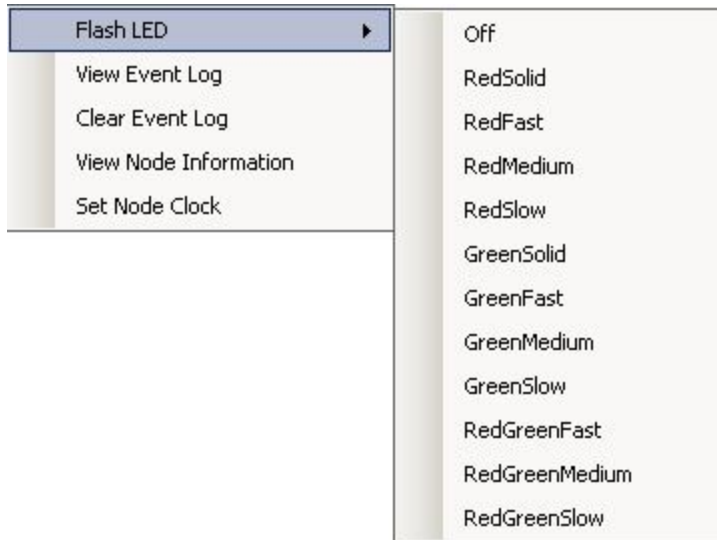 Flash LED
View Event Log
Clear Event Log
View Node Information
Set Node Clock
Off
RedSolid
RedFast
RedMedium
RedSlow
GreenSolid
GreenFast
GreenMedium
GreenSlow
RedGreenFast
RedGreenMedium
RedGreenSlow